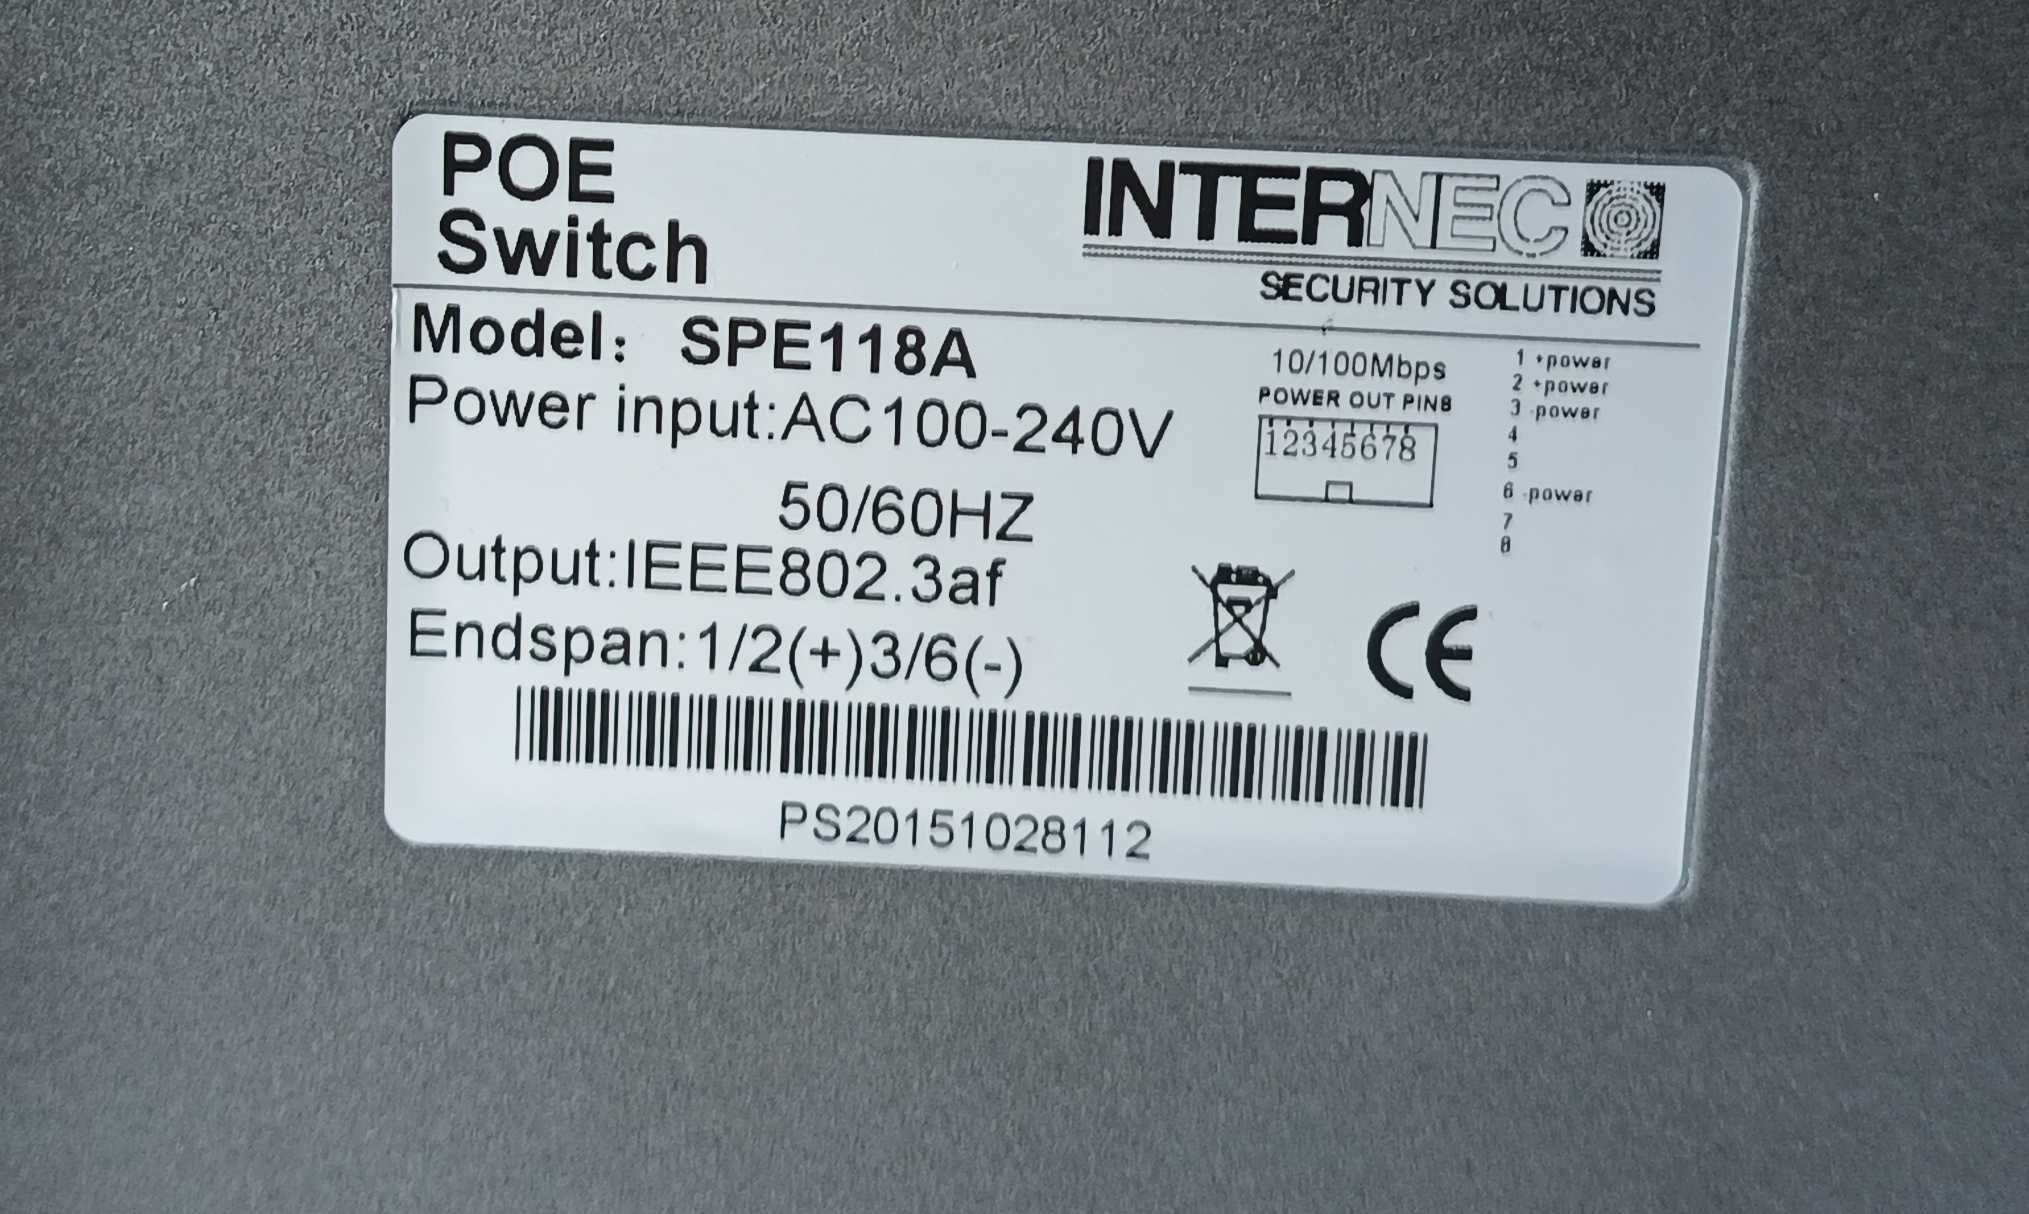 POE
Switch
INTERNEC
SECURITY SOLUTIONS
Model: SPE118A
Power input:AC100-240V
50/60HZ
Output:IEEE802.3af
Endspan:1/2(+)3/6(-)
10/100Mbps
POWER OUT PIN8
12345678
1 +power
2 +power
3 -power
4
5
6 -power
7
8
CE
PS20151028112